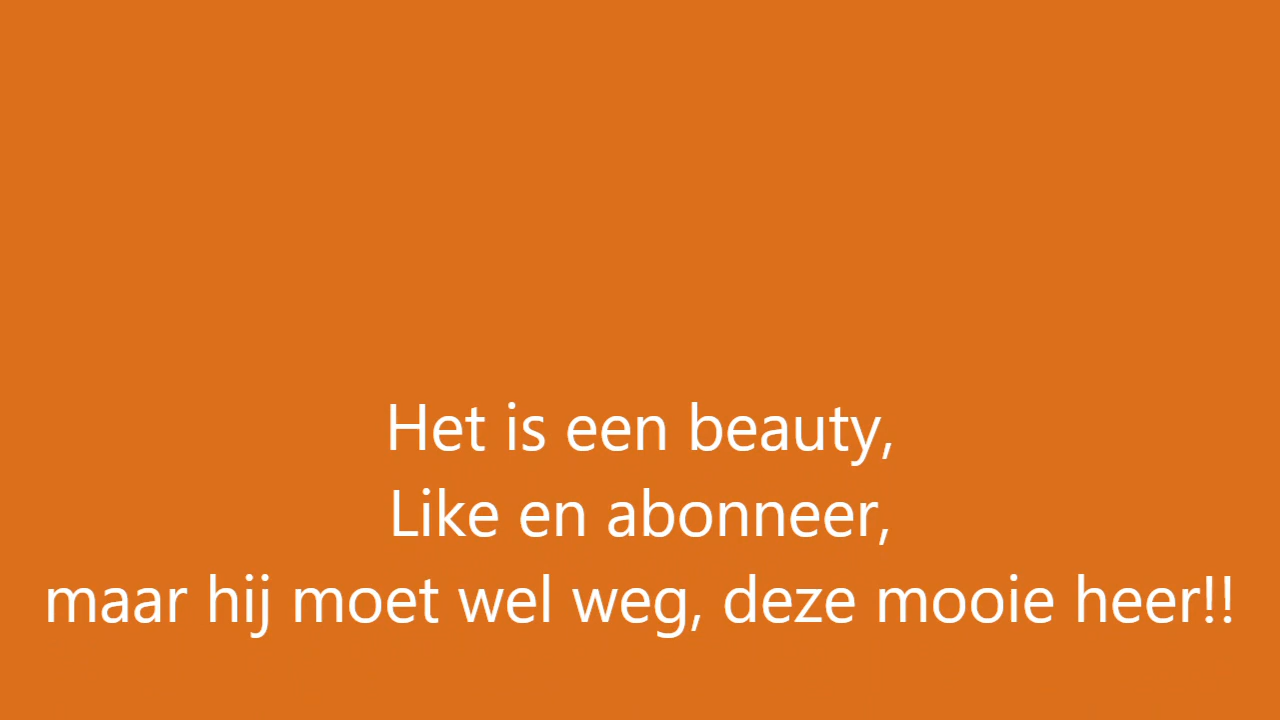 Het is een beauty,
Like en abonneer,
maar hij moet wel weg, deze mooie heer!!